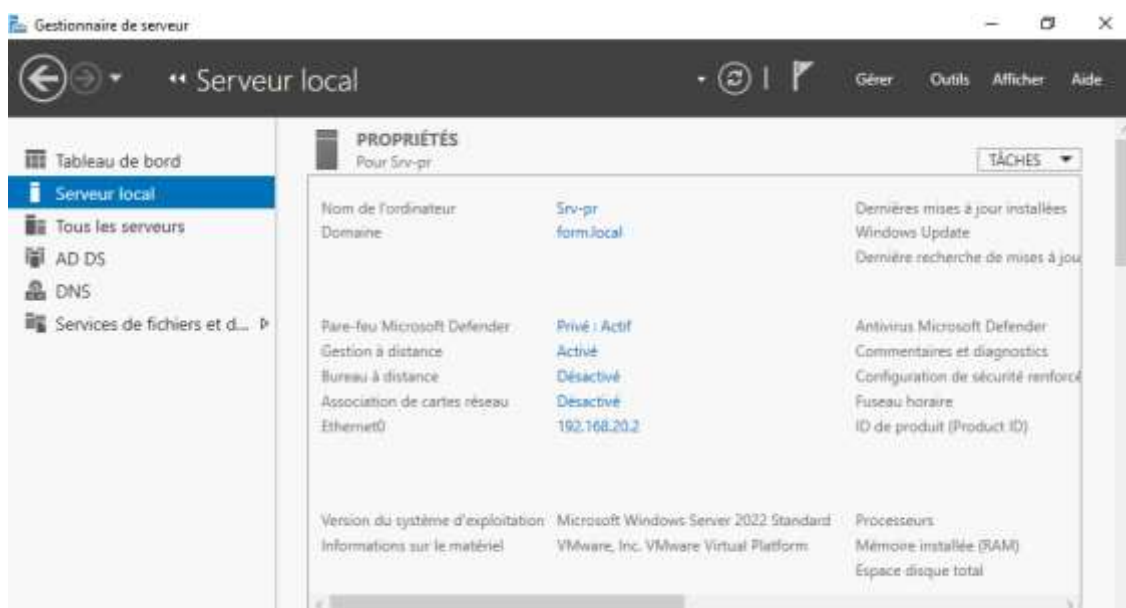 Gestionnaire de serveur
Serveur local
Gérer Outils Afficher Aide
Tableau de bord
Serveur local
Tous les serveurs
AD DS
DNS
Services de fichiers et d...
PROPRIÉTÉS
Pour Srv-pr
TÂCHES
Nom de l'ordinateur Srv-pr Dernières mises à jour installées
Domaine form.local Windows Update
Dernière recherche de mises à jou
Pare-feu Microsoft Defender Privé : Actif Antivirus Microsoft Defender
Gestion à distance Activé Commentaires et diagnostics
Bureau à distance Désactivé Configuration de sécurité renforcé
Association de cartes réseau Désactivé Fuseau horaire
Ethernet0 192.168.20.2 ID de produit (Product ID)
Version du système d'exploitation Microsoft Windows Server 2022 Standard Processeurs
Informations sur le matériel VMware, Inc. VMware Virtual Platform Mémoire installée (RAM)
Espace disque total